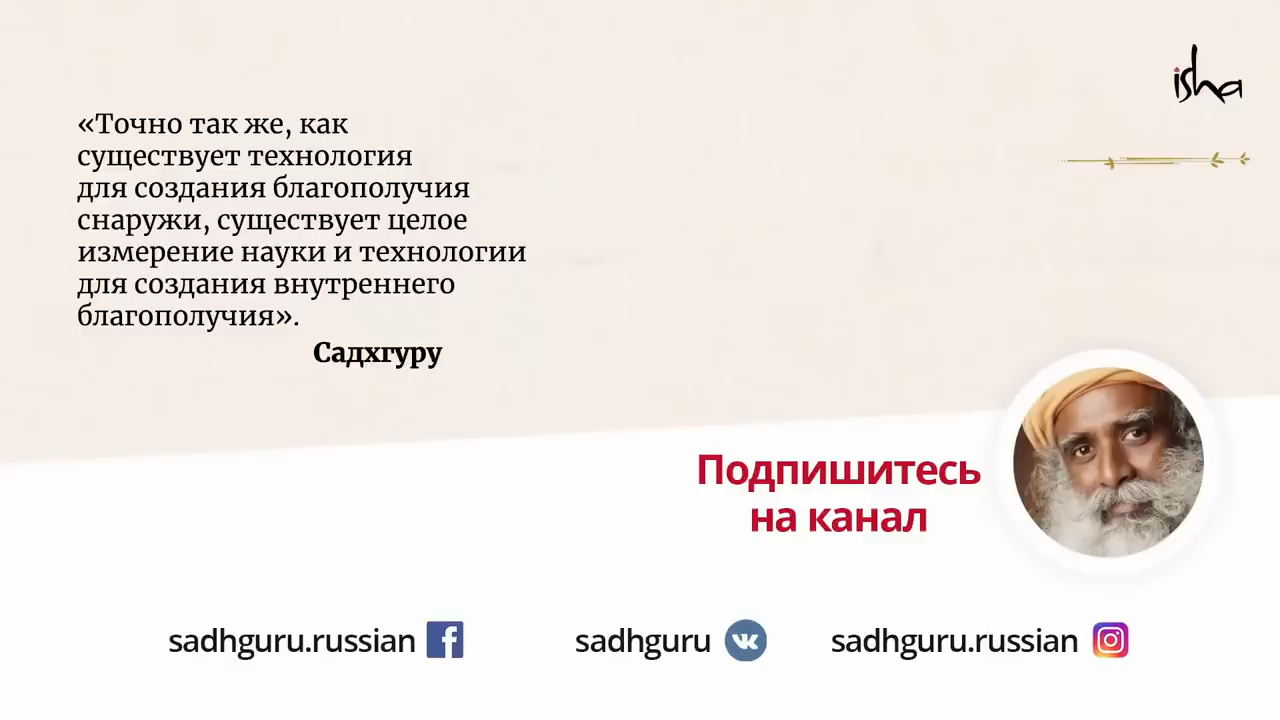 isha
«Точно так же, как
существует технология
для создания благополучия
снаружи, существует целое
измерение науки и технологии
для создания внутреннего
благополучия».
Садхгуру
Подпишитесь
на канал
sadhguru.russian
sadhguru
sadhguru.russian